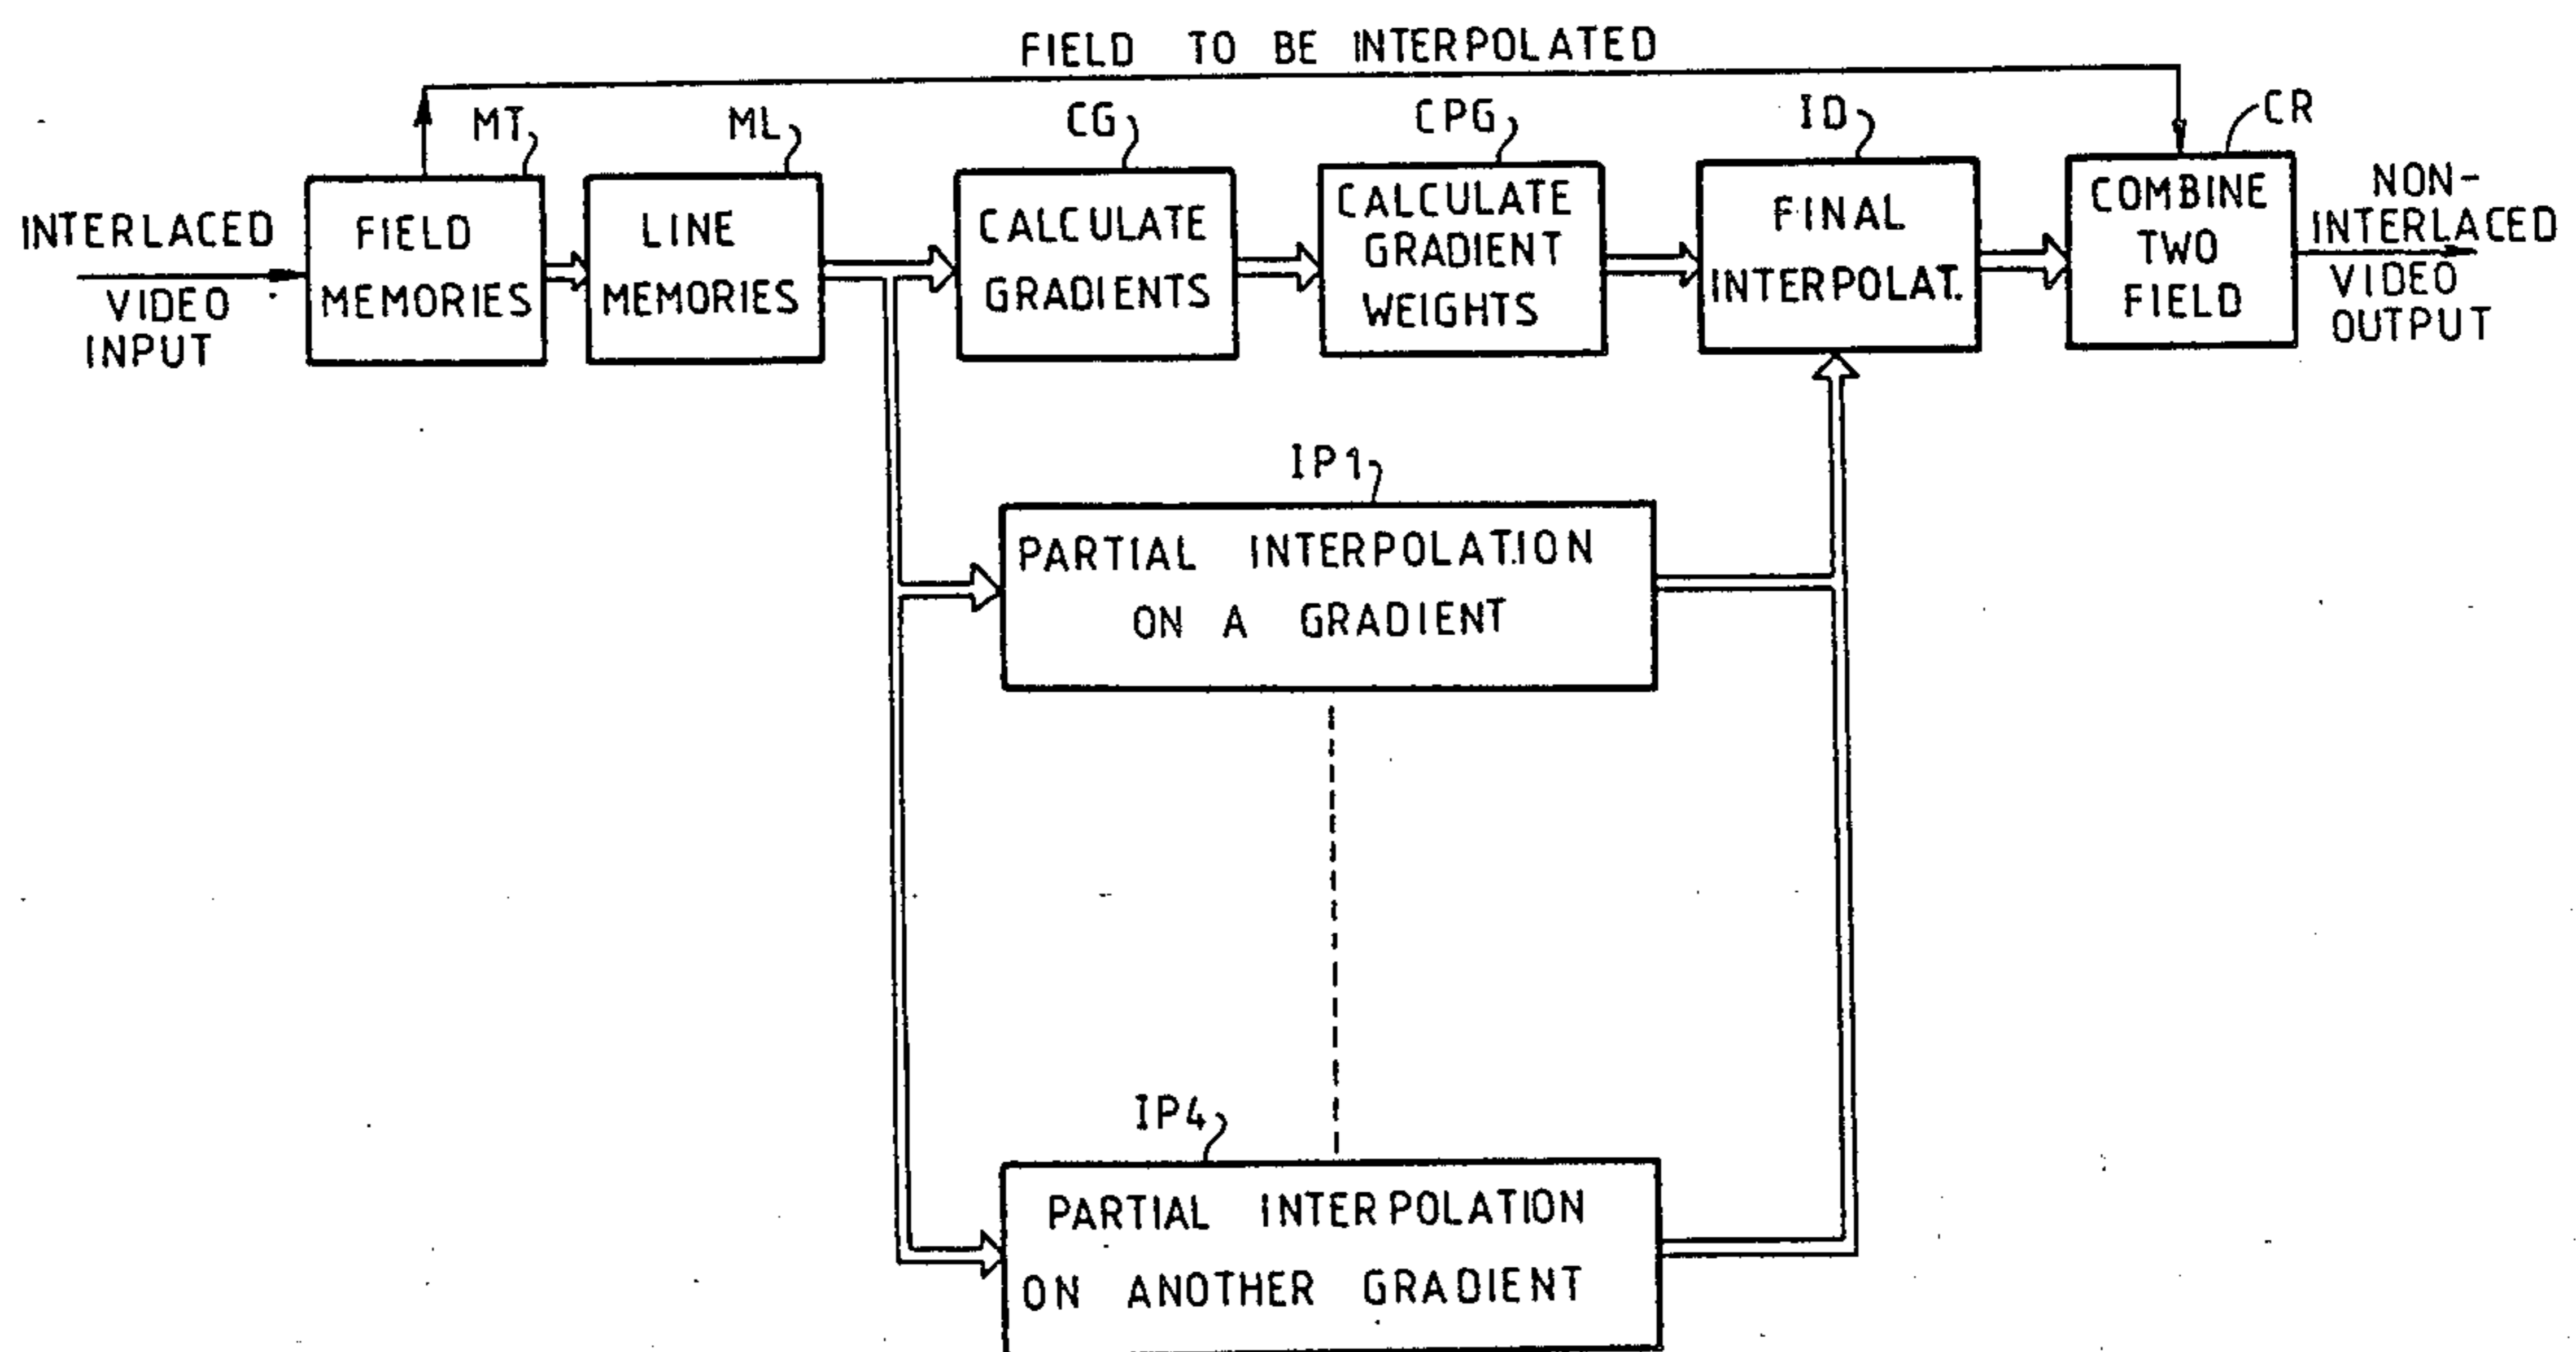 FIELD TO BE INTERPOLATED
MT
ML
CG
CPG
ID
CR
INTERLACED
VIDEO
INPUT
FIELD
MEMORIES
LINE
MEMORIES
CALCULATE
GRADIENTS
CALCULATE
GRADIENT
WEIGHTS
FINAL
INTERPOLAT.
COMBINE
TWO
FIELD
NON-
INTERLACED
VIDEO
OUTPUT
IP1
PARTIAL INTERPOLATION
ON A GRADIENT
IP4
PARTIAL INTERPOLATION
ON ANOTHER GRADIENT